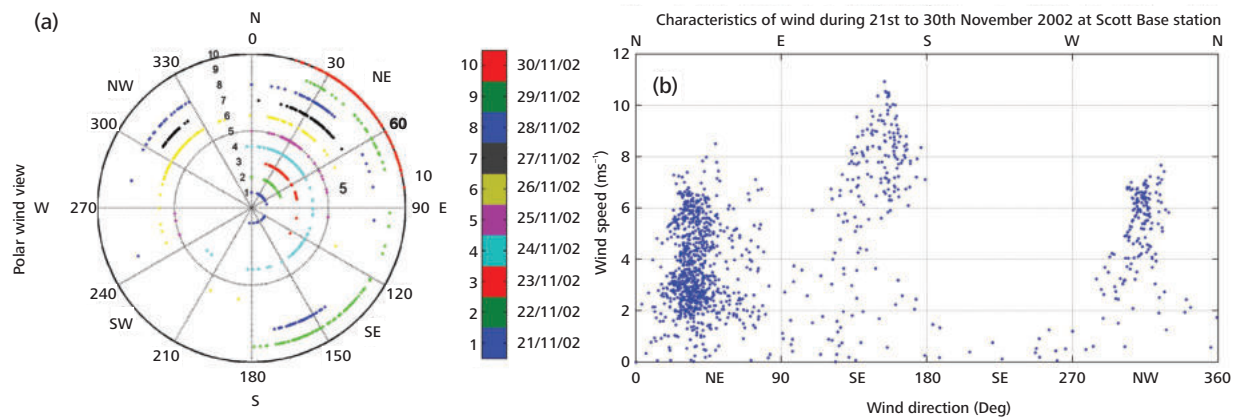 (a)
N
0
330
30
NW
NE
300
60
10
9
8
7
6
5
4
3
2
1
5
10
W
270
90
E
240
120
SW
SE
210
150
180
S
Polar wind view
10 30/11/02
9 29/11/02
8 28/11/02
7 27/11/02
6 26/11/02
5 25/11/02
4 24/11/02
3 23/11/02
2 22/11/02
1 21/11/02
Characteristics of wind during 21st to 30th November 2002 at Scott Base station
N E S W N
(b)
12
10
8
6
4
2
0
Wind speed (ms⁻¹)
0 NE 90 SE 180 SE 270 NW 360
Wind direction (Deg)